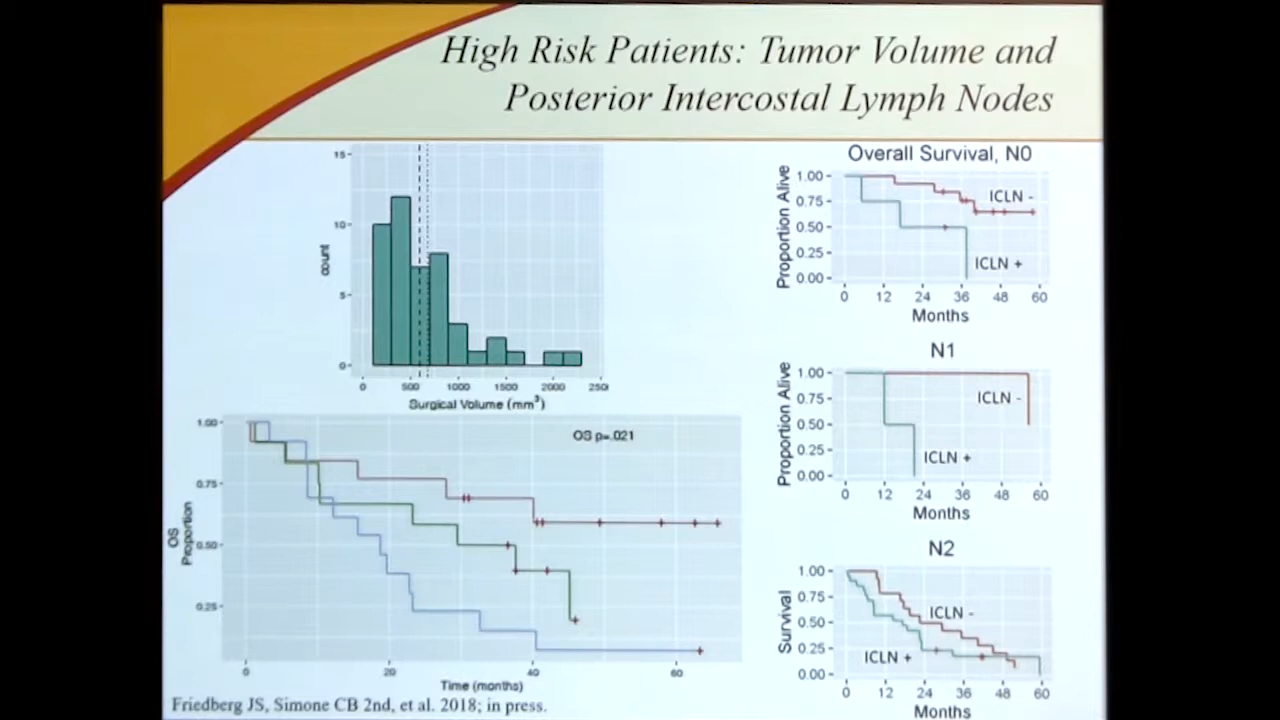 High Risk Patients: Tumor Volume and
Posterior Intercostal Lymph Nodes
15
10
5
0
count
0 500 1000 1500 2000 250
Surgical Volume (mm³)
OS p=.021
1.00
0.75
0.50
0.25
OS
Proportion
0 20 40 60
Time (months)
Overall Survival, N0
Proportion Alive
1.00
0.75
0.50
0.25
0.00
ICLN -
ICLN +
0 12 24 36 48 60
Months
N1
Proportion Alive
1.00
0.75
0.50
0.25
0.00
ICLN -
ICLN +
0 12 24 36 48 60
Months
N2
Survival
1.00
0.75
0.50
0.25
0.00
ICLN -
ICLN +
0 12 24 36 48 60
Months
Friedberg JS, Simone CB 2nd, et al. 2018; in press.